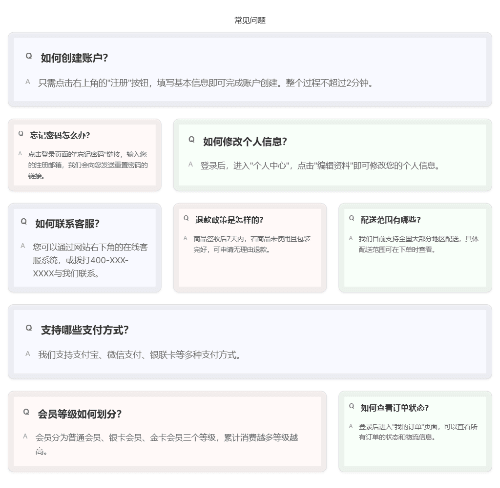 常见问题
Q 如何创建账户?
A 只需点击右上角的"注册"按钮，填写基本信息即可完成账户创建。整个过程不超过2分钟。
Q 忘记密码怎么办?
A 点击登录页面的"忘记密码"链接，输入您
的注册邮箱，我们会向您发送重置密码的
链接。
Q 如何修改个人信息?
A 登录后，进入"个人中心"，点击"编辑资料"即可修改您的个人信息。
Q 如何联系客服?
A 您可以通过网站右下角的在线客
服系统，或拨打400-XXX-
XXXX与我们联系。
Q 退款政策是怎样的?
A 商品签收后7天内，若商品未使用且包装
完好，可申请无理由退款。
Q 配送范围有哪些?
A 我们目前支持全国大部分地区配送，具体
配送范围可在下单时查看。
Q 支持哪些支付方式?
A 我们支持支付宝、微信支付、银联卡等多种支付方式。
Q 会员等级如何划分?
A 会员分为普通会员、银卡会员、金卡会员三个等级，累计消费越多等级越
高。
Q 如何查看订单状态?
A 登录后进入"我的订单"页面，可以查看所
有订单的状态和物流信息。